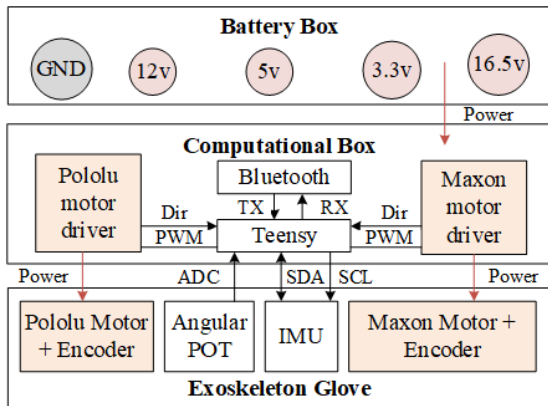 Battery Box
GND
12v
5v
3.3v
16.5v
Power
Computational Box
Pololu
motor
driver
Bluetooth
Maxon
motor
driver
TX
RX
Dir
PWM
Teensy
Dir
PWM
Power
ADC
SDA
SCL
Power
Pololu Motor
+ Encoder
Angular
POT
IMU
Maxon Motor +
Encoder
Exoskeleton Glove